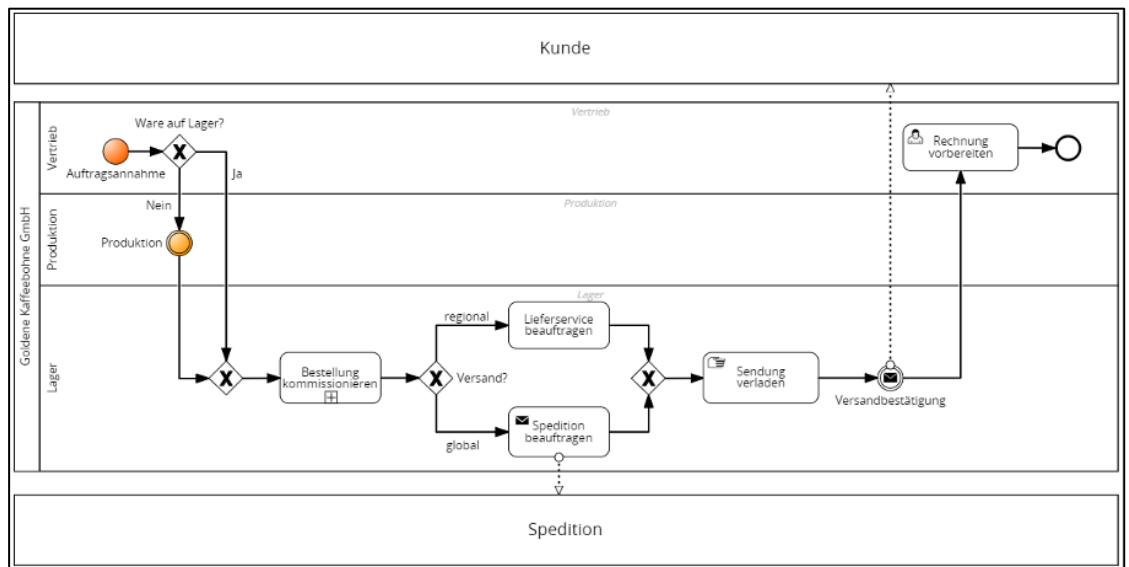 Kunde
Goldene Kaffeebohne GmbH
Vertrieb
Vertrieb
Ware auf Lager?
Auftragsannahme
Ja
Nein
Rechnung
vorbereiten
Produktion
Produktion
Produktion
Lager
Lager
Bestellung
kommissionieren
Versand?
regional
Lieferservice
beauftragen
global
Spedition
beauftragen
Sendung
verladen
Versandbestätigung
Spedition